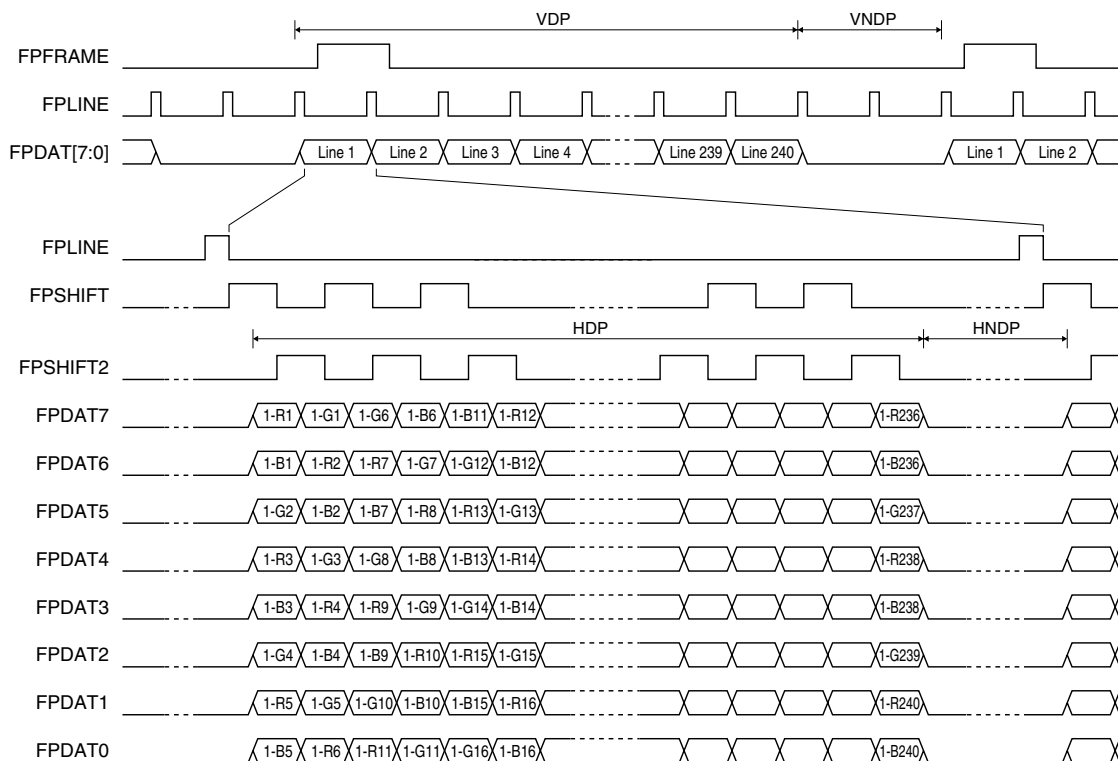 VDP VNDP
FPFRAME
FPLINE
FPDAT[7:0] Line 1 Line 2 Line 3 Line 4 Line 239 Line 240 Line 1 Line 2
FPLINE
FPSHIFT
HDP HNDP
FPSHIFT2
FPDAT7 1-R1 1-G1 1-G6 1-B6 1-B11 1-R12 1-R236
FPDAT6 1-B1 1-R2 1-R7 1-G7 1-G12 1-B12 1-B236
FPDAT5 1-G2 1-B2 1-B7 1-R8 1-R13 1-G13 1-G237
FPDAT4 1-R3 1-G3 1-G8 1-B8 1-B13 1-R14 1-R238
FPDAT3 1-B3 1-R4 1-R9 1-G9 1-G14 1-B14 1-B238
FPDAT2 1-G4 1-B4 1-B9 1-R10 1-R15 1-G15 1-G239
FPDAT1 1-R5 1-G5 1-G10 1-B10 1-B15 1-R16 1-R240
FPDAT0 1-B5 1-R6 1-R11 1-G11 1-G16 1-B16 1-B240